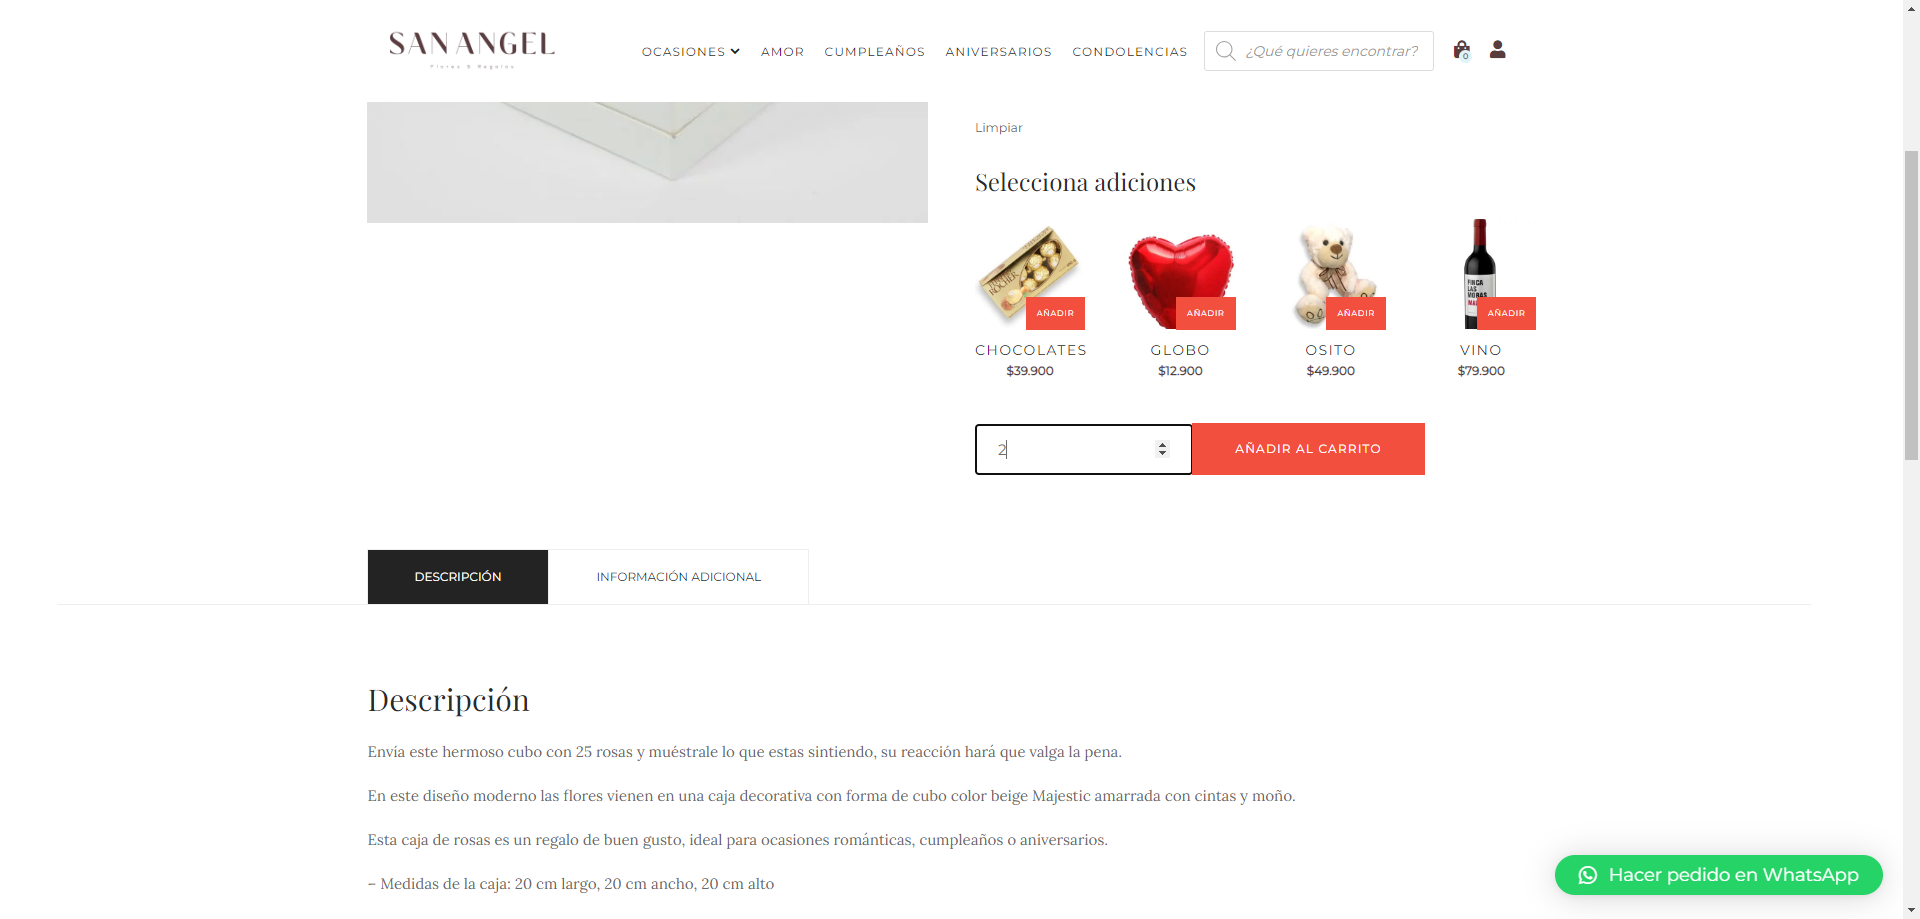 SAN ANGEL
Flores & Regalos
OCASIONES
AMOR
CUMPLEAÑOS
ANIVERSARIOS
CONDOLENCIAS
¿Qué quieres encontrar?
0
Limpiar
Selecciona adiciones
ROCHER
FINCA
LAS
MORAS
AÑADIR
AÑADIR
AÑADIR
AÑADIR
CHOCOLATES
GLOBO
OSITO
VINO
$39.900
$12.900
$49.900
$79.900
2
AÑADIR AL CARRITO
DESCRIPCIÓN
INFORMACIÓN ADICIONAL
Descripción
Envía este hermoso cubo con 25 rosas y muéstrale lo que estas sintiendo, su reacción hará que valga la pena.
En este diseño moderno las flores vienen en una caja decorativa con forma de cubo color beige Majestic amarrada con cintas y moño.
Esta caja de rosas es un regalo de buen gusto, ideal para ocasiones románticas, cumpleaños o aniversarios.
– Medidas de la caja: 20 cm largo, 20 cm ancho, 20 cm alto
Hacer pedido en WhatsApp